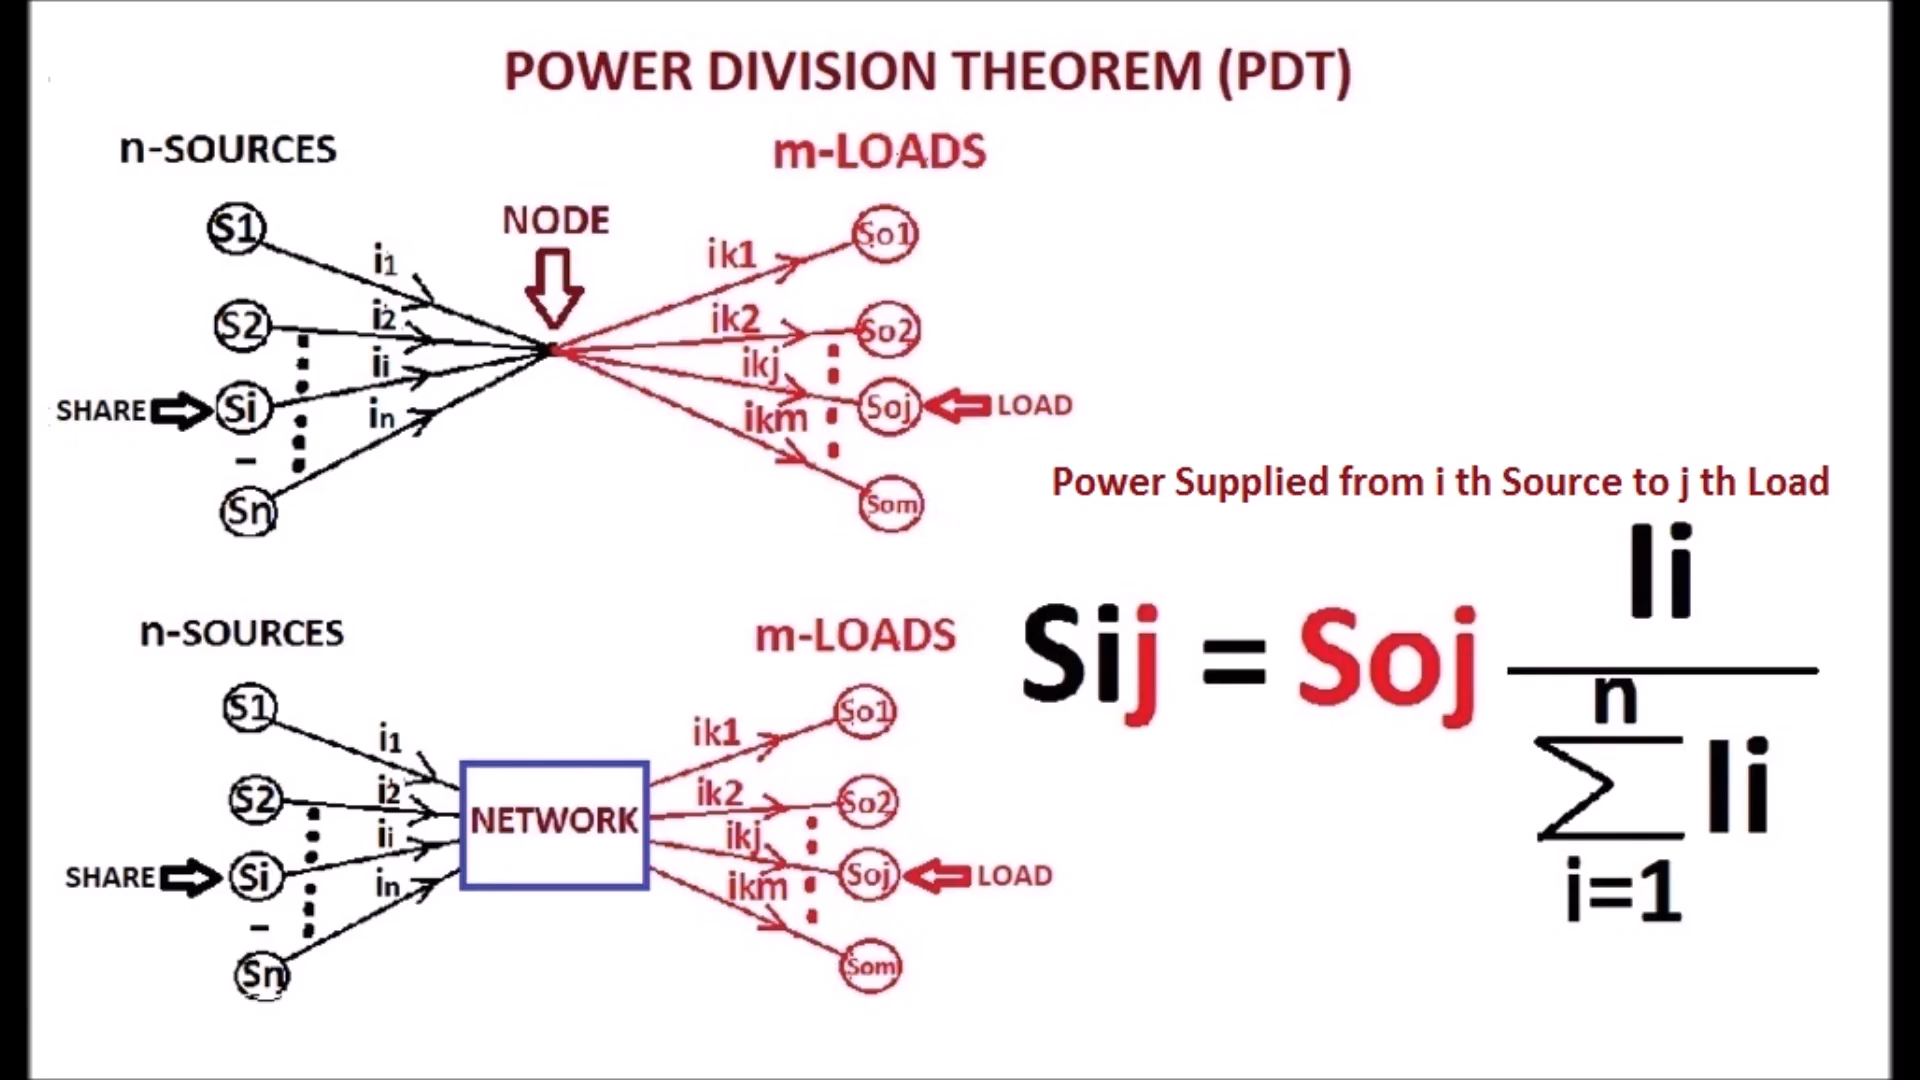 POWER DIVISION THEOREM (PDT)
n-SOURCES
m-LOADS
S1
i1
NODE
ik1
So1
S2
i2
ik2
So2
SHARE
Si
ii
ikj
Soj
LOAD
Sn
in
ikm
Som
Power Supplied from i th Source to j th Load
Sij = Soj Ii
n
∑ Ii
i=1
n-SOURCES
m-LOADS
S1
i1
ik1
So1
S2
i2
NETWORK
ik2
So2
SHARE
Si
ii
ikj
Soj
LOAD
Sn
in
ikm
Som